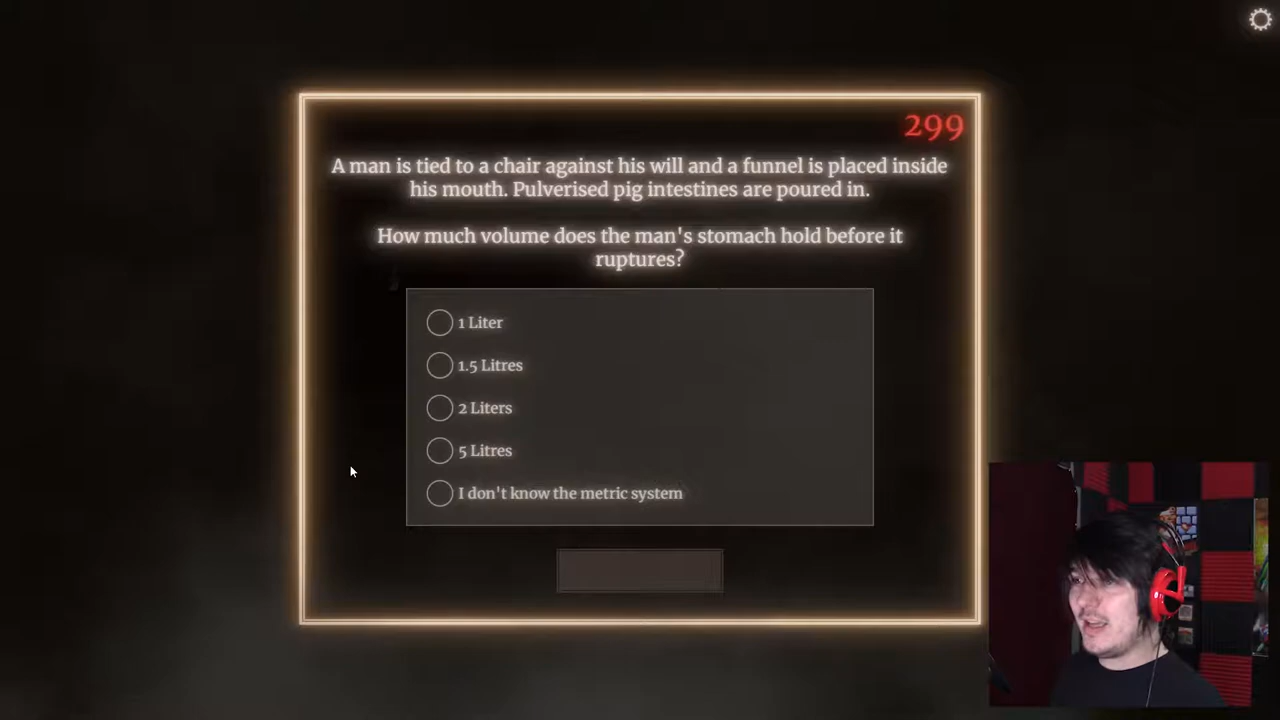 299
A man is tied to a chair against his will and a funnel is placed inside
his mouth. Pulverised pig intestines are poured in.
How much volume does the man's stomach hold before it
ruptures?
1 Liter
1.5 Litres
2 Liters
5 Litres
I don't know the metric system